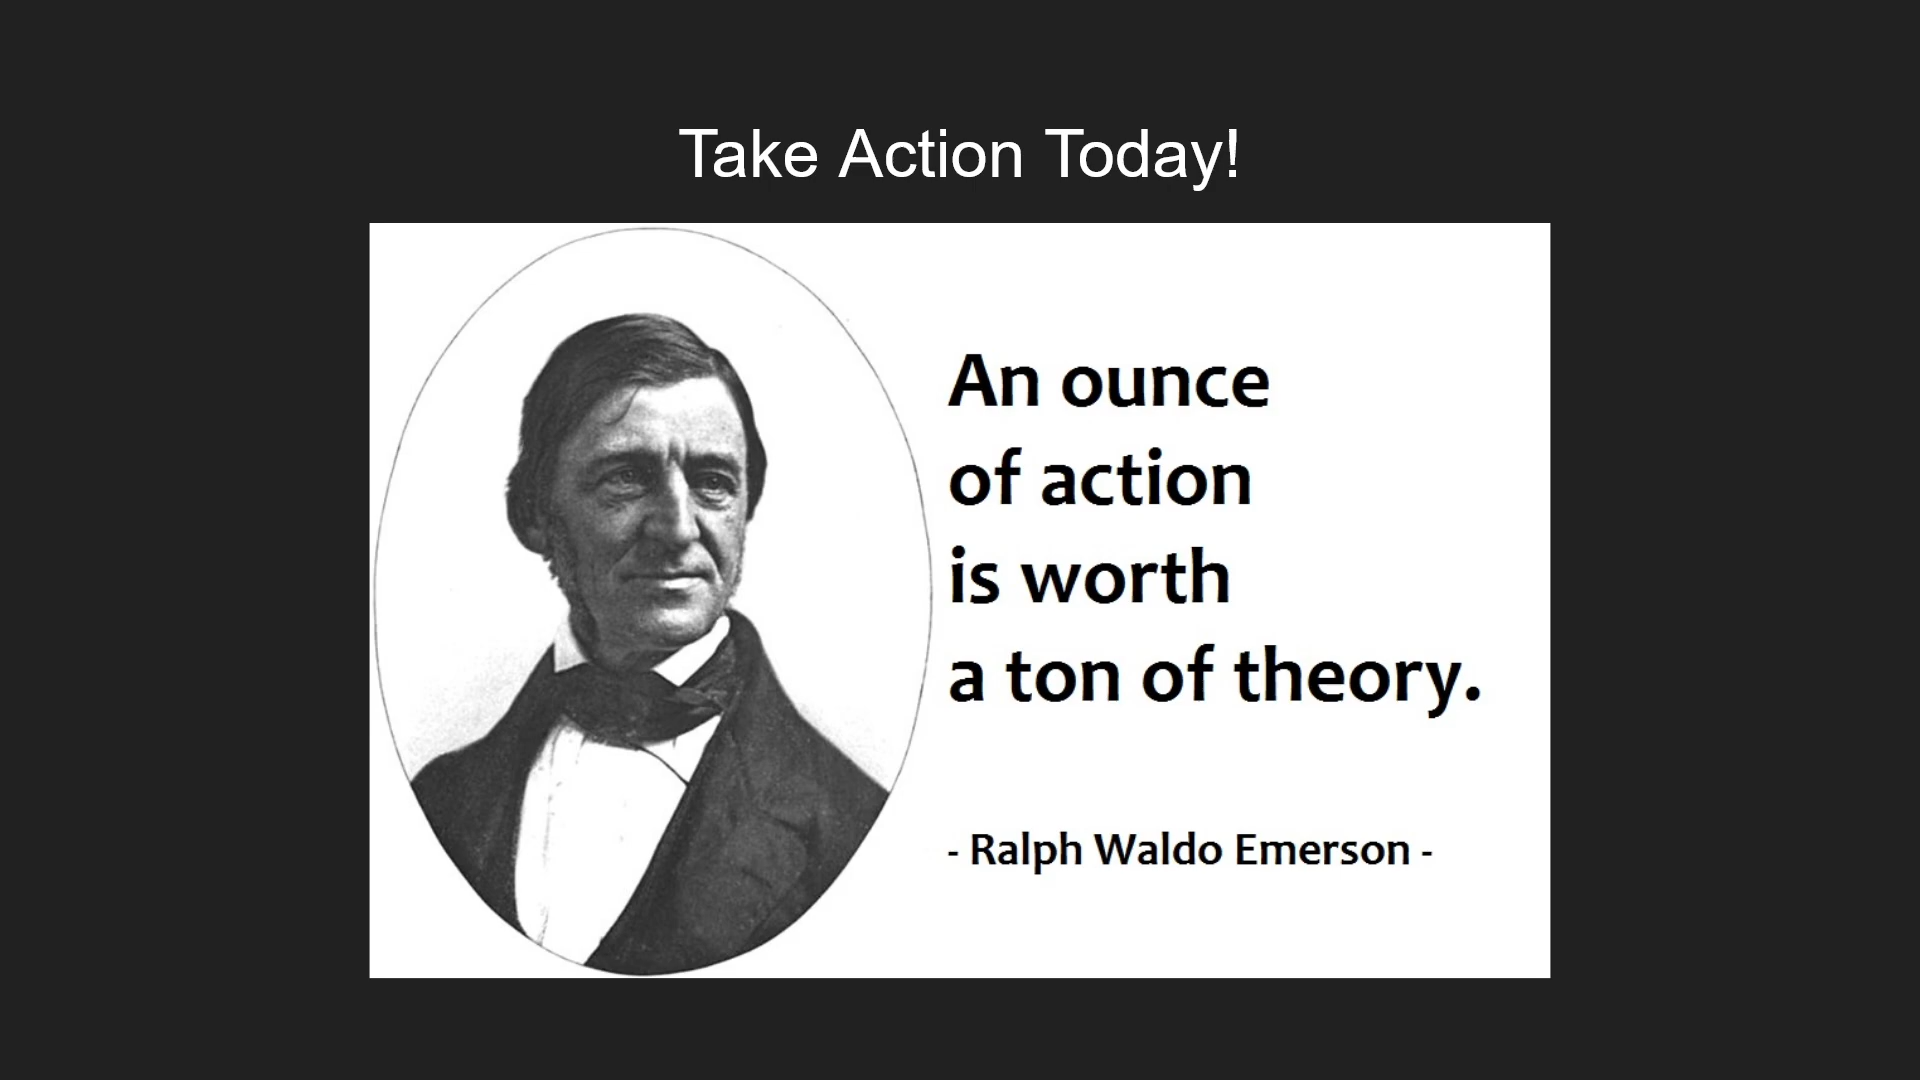 Take Action Today!
An ounce
of action
is worth
a ton of theory.
- Ralph Waldo Emerson -